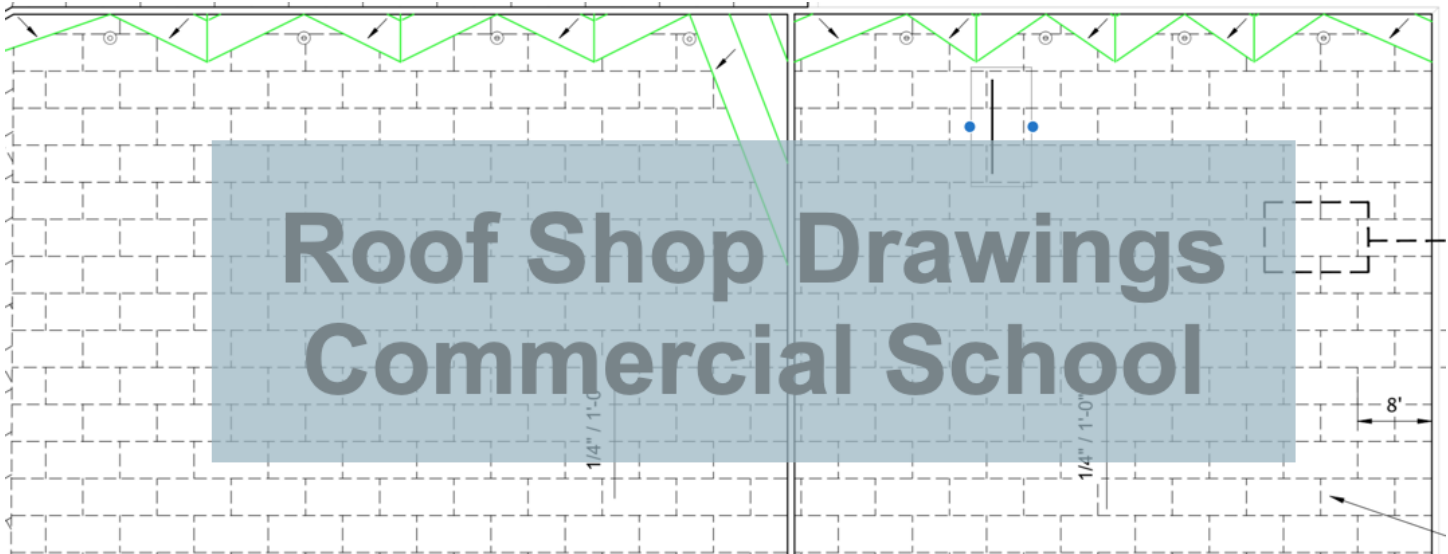 Roof Shop Drawings
Commercial School
8'
1/4" / 1'-0"
1/4" / 1'-0"